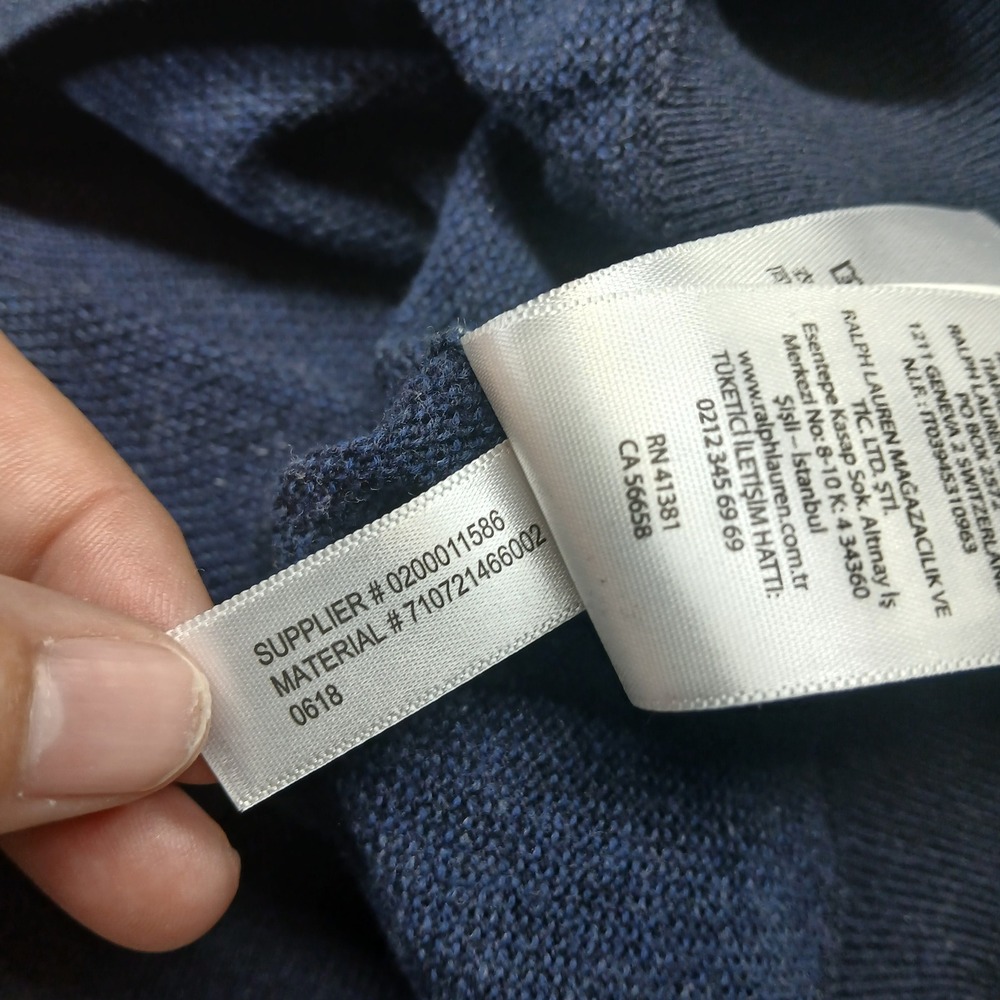 SUPPLIER # 0200011586
MATERIAL # 710721466002
0618
RALPH LAUREN
PO BOX 2572
1211 GENEVA 2 SWITZERLAND
N.I.F.: IT03945310963
RALPH LAUREN MAĞAZACILIK VE
TİC. LTD. ŞTİ.
Esentepe Kasap Sok. Altınay İş
Merkezi No: 8-10 K: 4 34360
Şişli – İstanbul
www.ralphlauren.com.tr
TÜKETİCİ İLETİŞİM HATTI:
0212 345 69 69
RN 41381
CA 56658